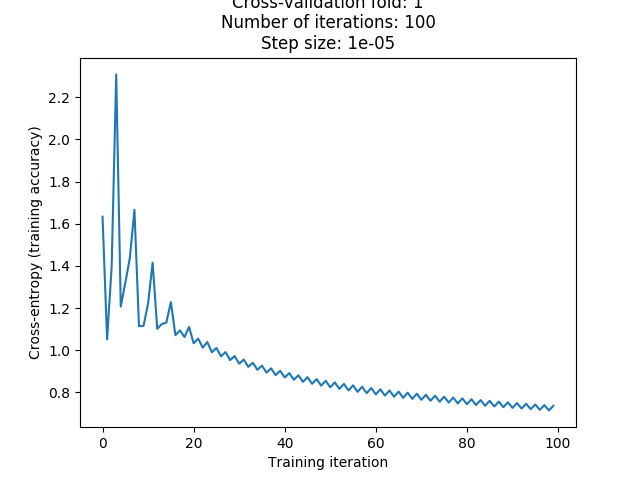 Cross-validation fold: 1
Number of iterations: 100
Step size: 1e-05
2.2
2.0
1.8
1.6
1.4
1.2
1.0
0.8
Cross-entropy (training accuracy)
0 20 40 60 80 100
Training iteration